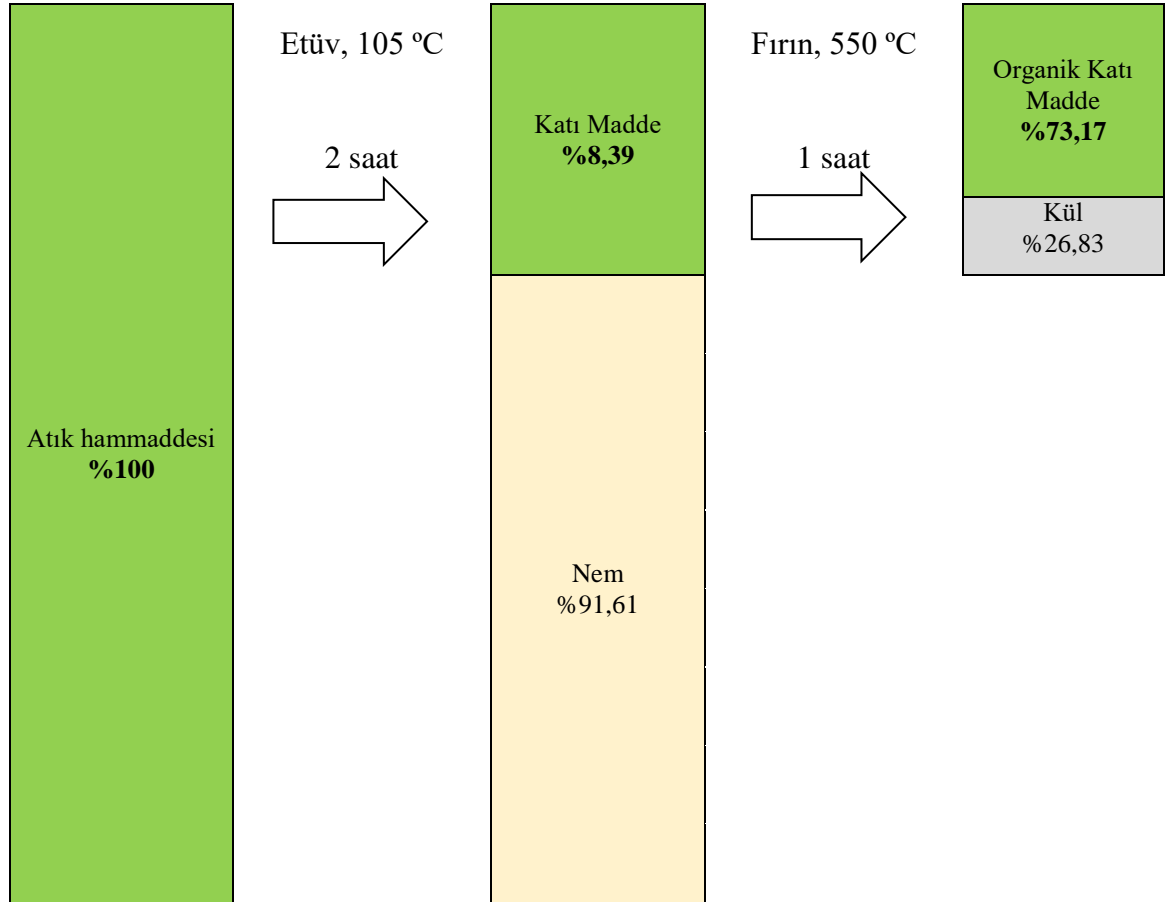 Etüv, 105 ºC
2 saat
Fırın, 550 ºC
1 saat
Atık hammaddesi
%100
Katı Madde
%8,39
Nem
%91,61
Organik Katı
Madde
%73,17
Kül
%26,83